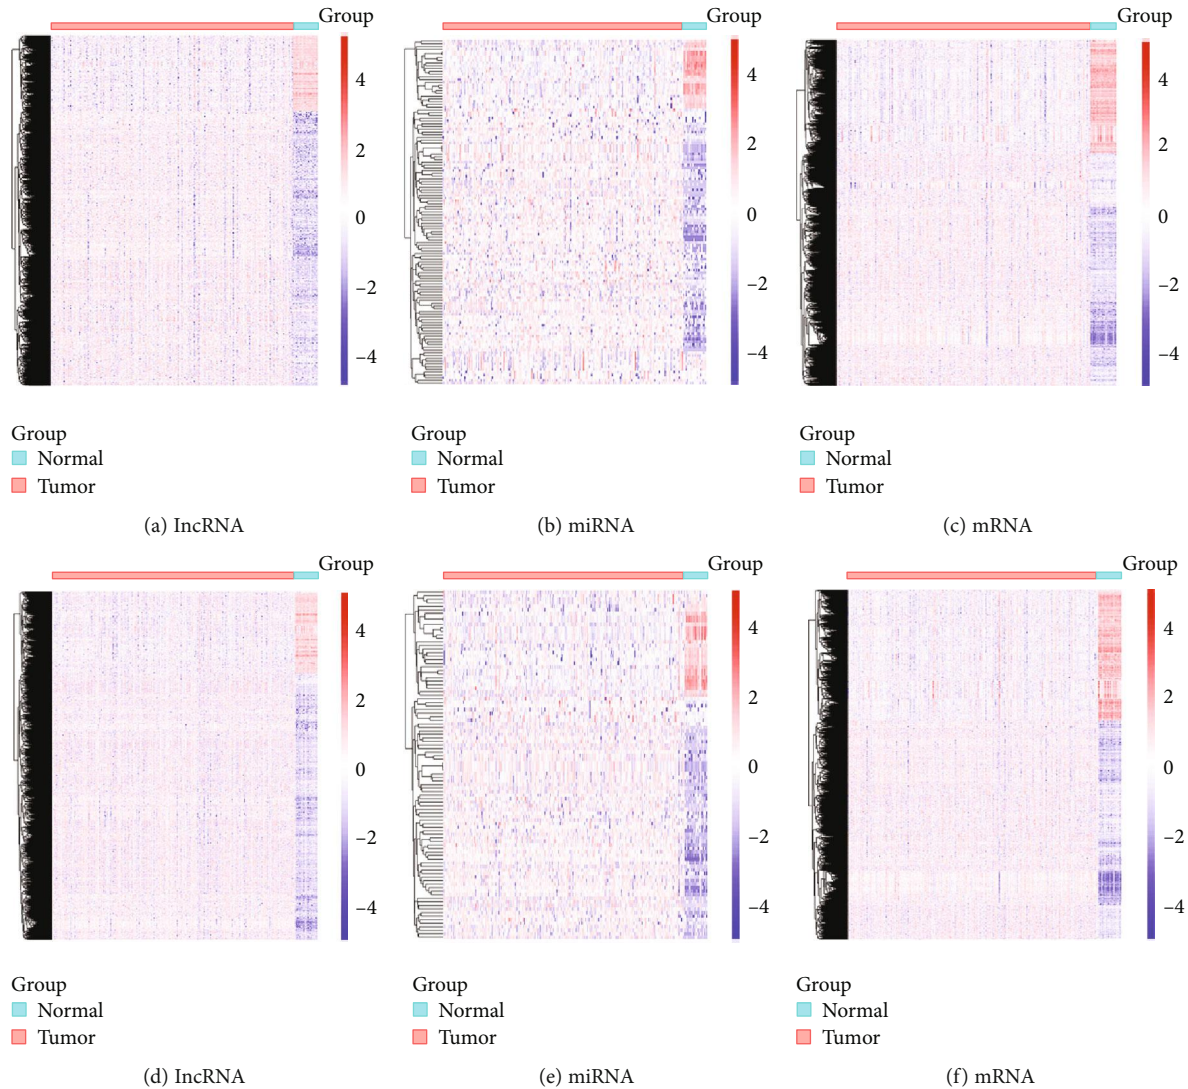 Group
4
2
0
−2
−4
Group
Normal
Tumor
(a) IncRNA
Group
4
2
0
−2
−4
Group
Normal
Tumor
(b) miRNA
Group
4
2
0
−2
−4
Group
Normal
Tumor
(c) mRNA
Group
4
2
0
−2
−4
Group
Normal
Tumor
(d) IncRNA
Group
4
2
0
−2
−4
Group
Normal
Tumor
(e) miRNA
Group
4
2
0
−2
−4
Group
Normal
Tumor
(f) mRNA